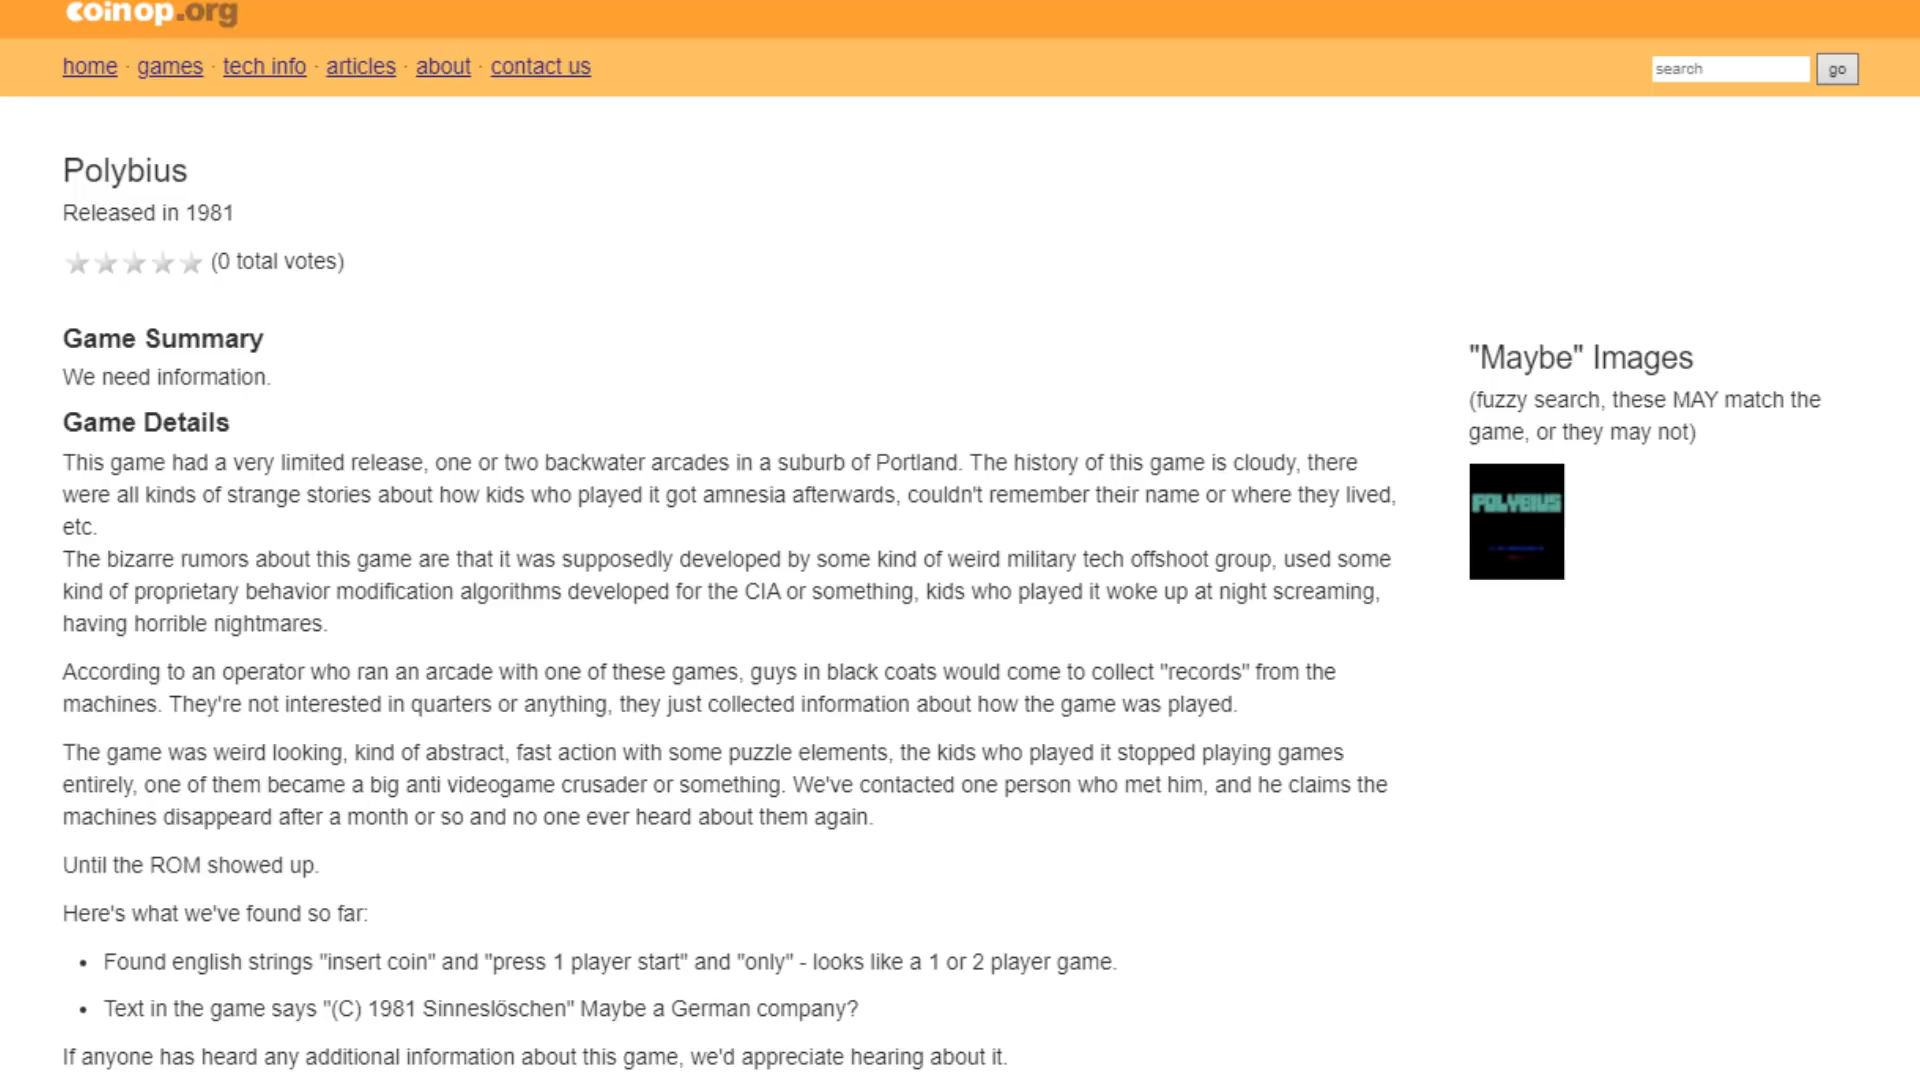 coinop.org
home · games · tech info · articles · about · contact us
search
go
Polybius
Released in 1981
(0 total votes)
Game Summary
We need information.
Game Details
This game had a very limited release, one or two backwater arcades in a suburb of Portland. The history of this game is cloudy, there
were all kinds of strange stories about how kids who played it got amnesia afterwards, couldn't remember their name or where they lived,
etc.
The bizarre rumors about this game are that it was supposedly developed by some kind of weird military tech offshoot group, used some
kind of proprietary behavior modification algorithms developed for the CIA or something, kids who played it woke up at night screaming,
having horrible nightmares.
According to an operator who ran an arcade with one of these games, guys in black coats would come to collect "records" from the
machines. They're not interested in quarters or anything, they just collected information about how the game was played.
The game was weird looking, kind of abstract, fast action with some puzzle elements, the kids who played it stopped playing games
entirely, one of them became a big anti videogame crusader or something. We've contacted one person who met him, and he claims the
machines disappeard after a month or so and no one ever heard about them again.
Until the ROM showed up.
Here's what we've found so far:
• Found english strings "insert coin" and "press 1 player start" and "only" - looks like a 1 or 2 player game.
• Text in the game says "(C) 1981 Sinneslöschen" Maybe a German company?
If anyone has heard any additional information about this game, we'd appreciate hearing about it.
"Maybe" Images
(fuzzy search, these MAY match the
game, or they may not)
POLYBIUS